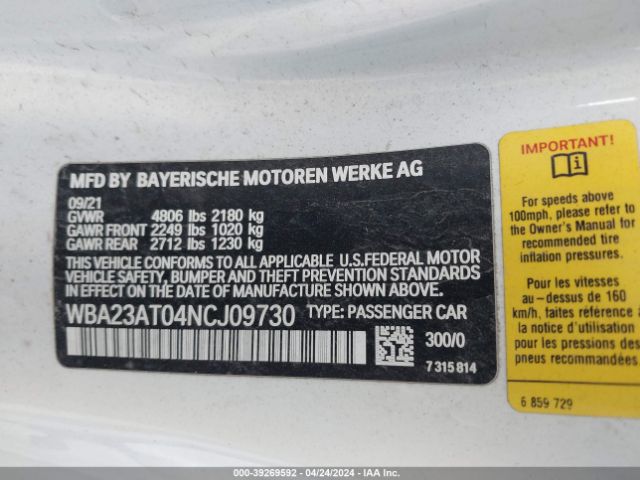 MFD BY BAYERISCHE MOTOREN WERKE AG
09/21
GVWR 4806 lbs 2180 kg
GAWR FRONT 2249 lbs 1020 kg
GAWR REAR 2712 lbs 1230 kg
THIS VEHICLE CONFORMS TO ALL APPLICABLE U.S.FEDERAL MOTOR
VEHICLE SAFETY, BUMPER AND THEFT PREVENTION STANDARDS
IN EFFECT ON THE DATE OF MANUFACTURE SHOWN ABOVE.
WBA23AT04NCJ09730 TYPE: PASSENGER CAR
300/0
7 315 814
IMPORTANT!
For speeds above
100mph, please refer to
the Owner's Manual for
recommended tire
inflation pressures.
Pour les vitesses
au-dessus de 160
km/h, faites attention
à la notice d'utilisation
pour les pressions des
pneus recommandées
6 859 729
000-39269592 - 04/24/2024 - IAA Inc.